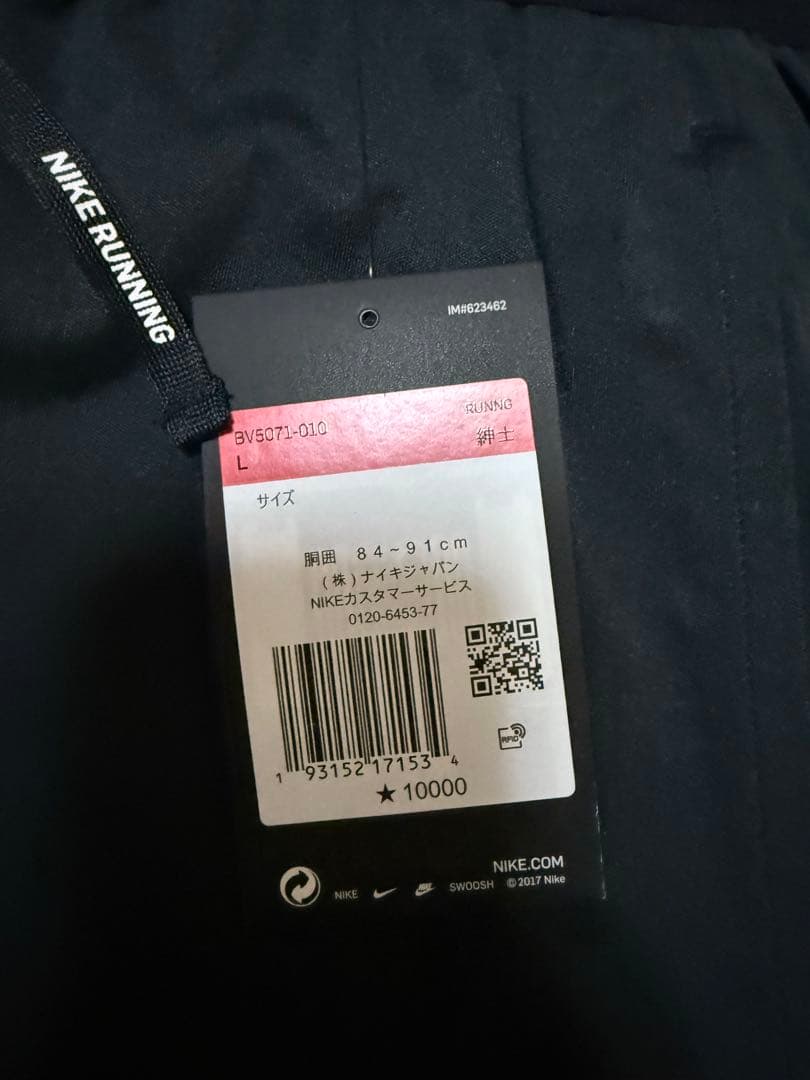 NIKE RUNNING
IM#623462
BV5071-010
RUNNG
L
紳士
サイズ
胴囲 84~91cm
(株)ナイキジャパン
NIKEカスタマーサービス
0120-6453-77
1 93152 17153 4
RFID
★10000
NIKE.COM
NIKE SWOOSH ©2017 Nike